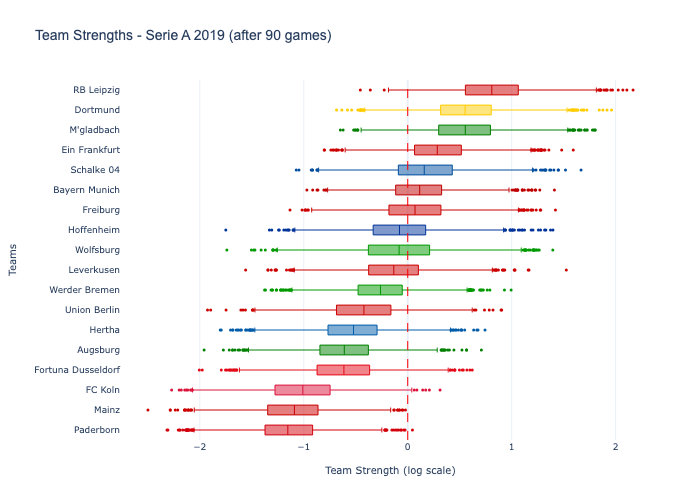 Team Strengths - Serie A 2019 (after 90 games)
Teams
RB Leipzig
Dortmund
M'gladbach
Ein Frankfurt
Schalke 04
Bayern Munich
Freiburg
Hoffenheim
Wolfsburg
Leverkusen
Werder Bremen
Union Berlin
Hertha
Augsburg
Fortuna Dusseldorf
FC Koln
Mainz
Paderborn
−2 −1 0 1 2
Team Strength (log scale)